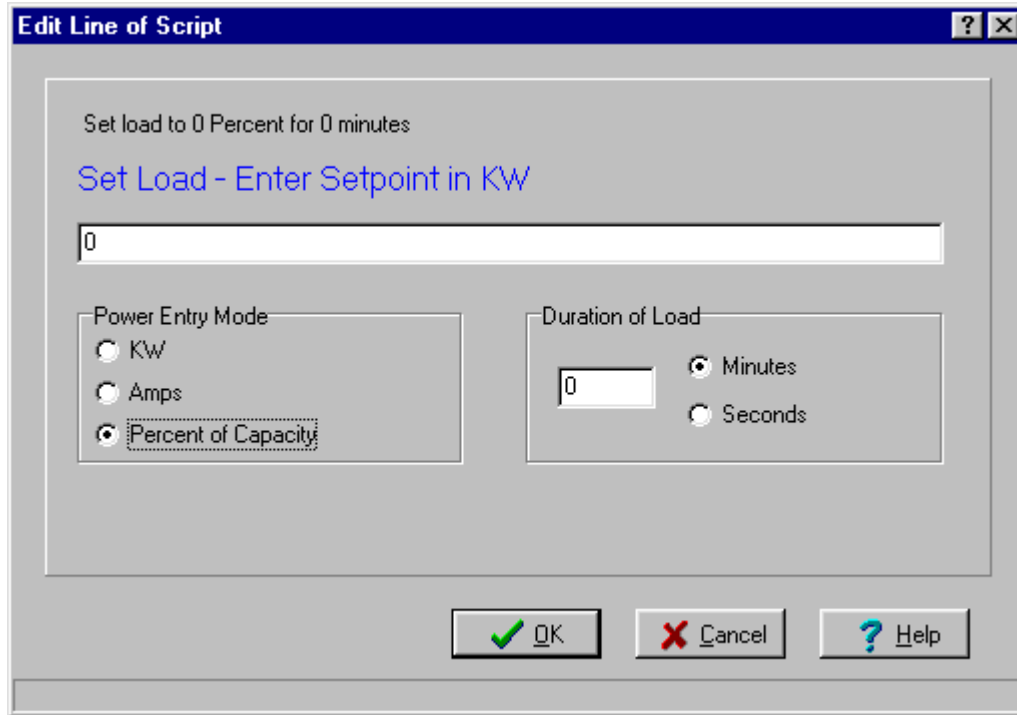 Edit Line of Script
Set load to 0 Percent for 0 minutes
Set Load - Enter Setpoint in KW
0
Power Entry Mode
KW
Amps
Percent of Capacity
Duration of Load
0
Minutes
Seconds
OK
Cancel
Help